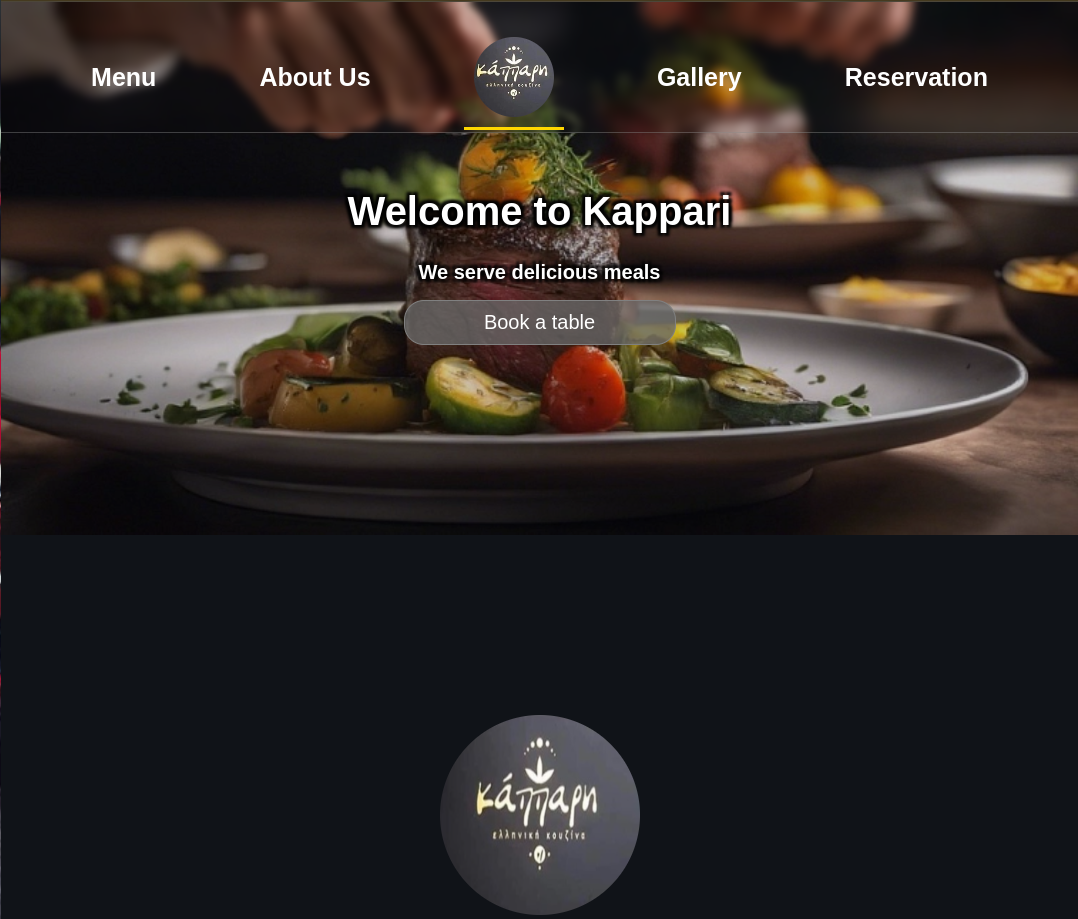 Menu
About Us
κάππαρη
ελληνική κουζίνα
Gallery
Reservation
Welcome to Kappari
We serve delicious meals
Book a table
κάππαρη
ελληνική κουζίνα